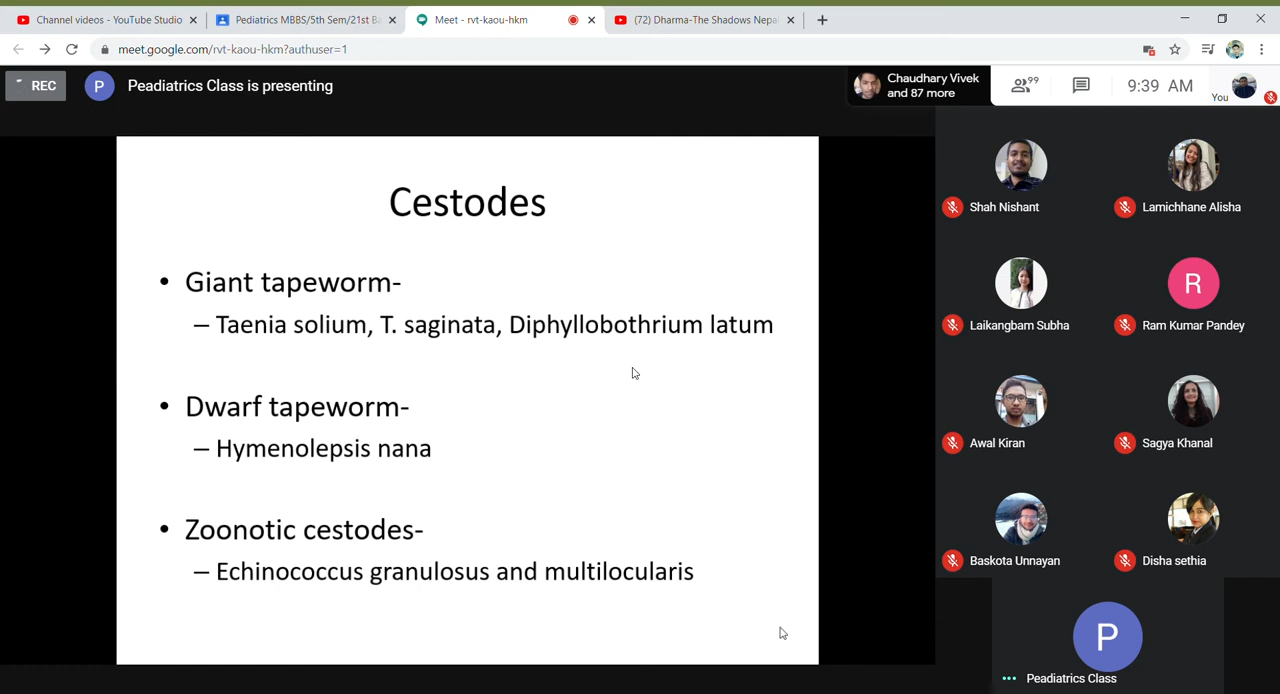 Channel videos - YouTube Studio
Pediatrics MBBS/5th Sem/21st Ba
Meet - rvt-kaou-hkm
(72) Dharma-The Shadows Nepal
meet.google.com/rvt-kaou-hkm?authuser=1
REC
P
Peadiatrics Class is presenting
Chaudhary Vivek
and 87 more
99
9:39 AM
You
Cestodes
• Giant tapeworm-
– Taenia solium, T. saginata, Diphyllobothrium latum
• Dwarf tapeworm-
– Hymenolepsis nana
• Zoonotic cestodes-
– Echinococcus granulosus and multilocularis
Shah Nishant
Lamichhane Alisha
R
Laikangbam Subha
Ram Kumar Pandey
Awal Kiran
Sagya Khanal
Baskota Unnayan
Disha sethia
P
Peadiatrics Class